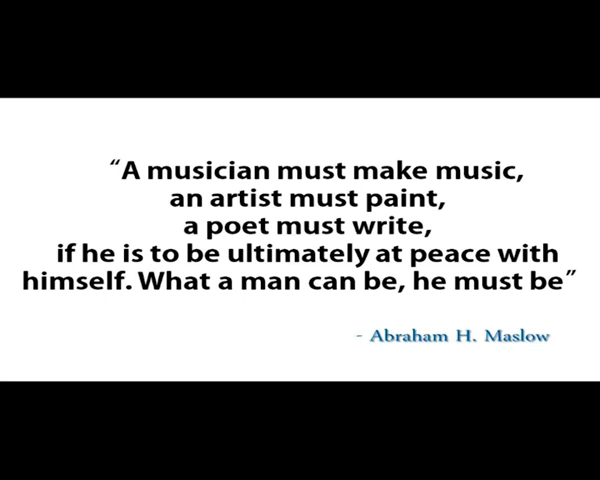 “A musician must make music,
an artist must paint,
a poet must write,
if he is to be ultimately at peace with
himself. What a man can be, he must be”
- Abraham H. Maslow